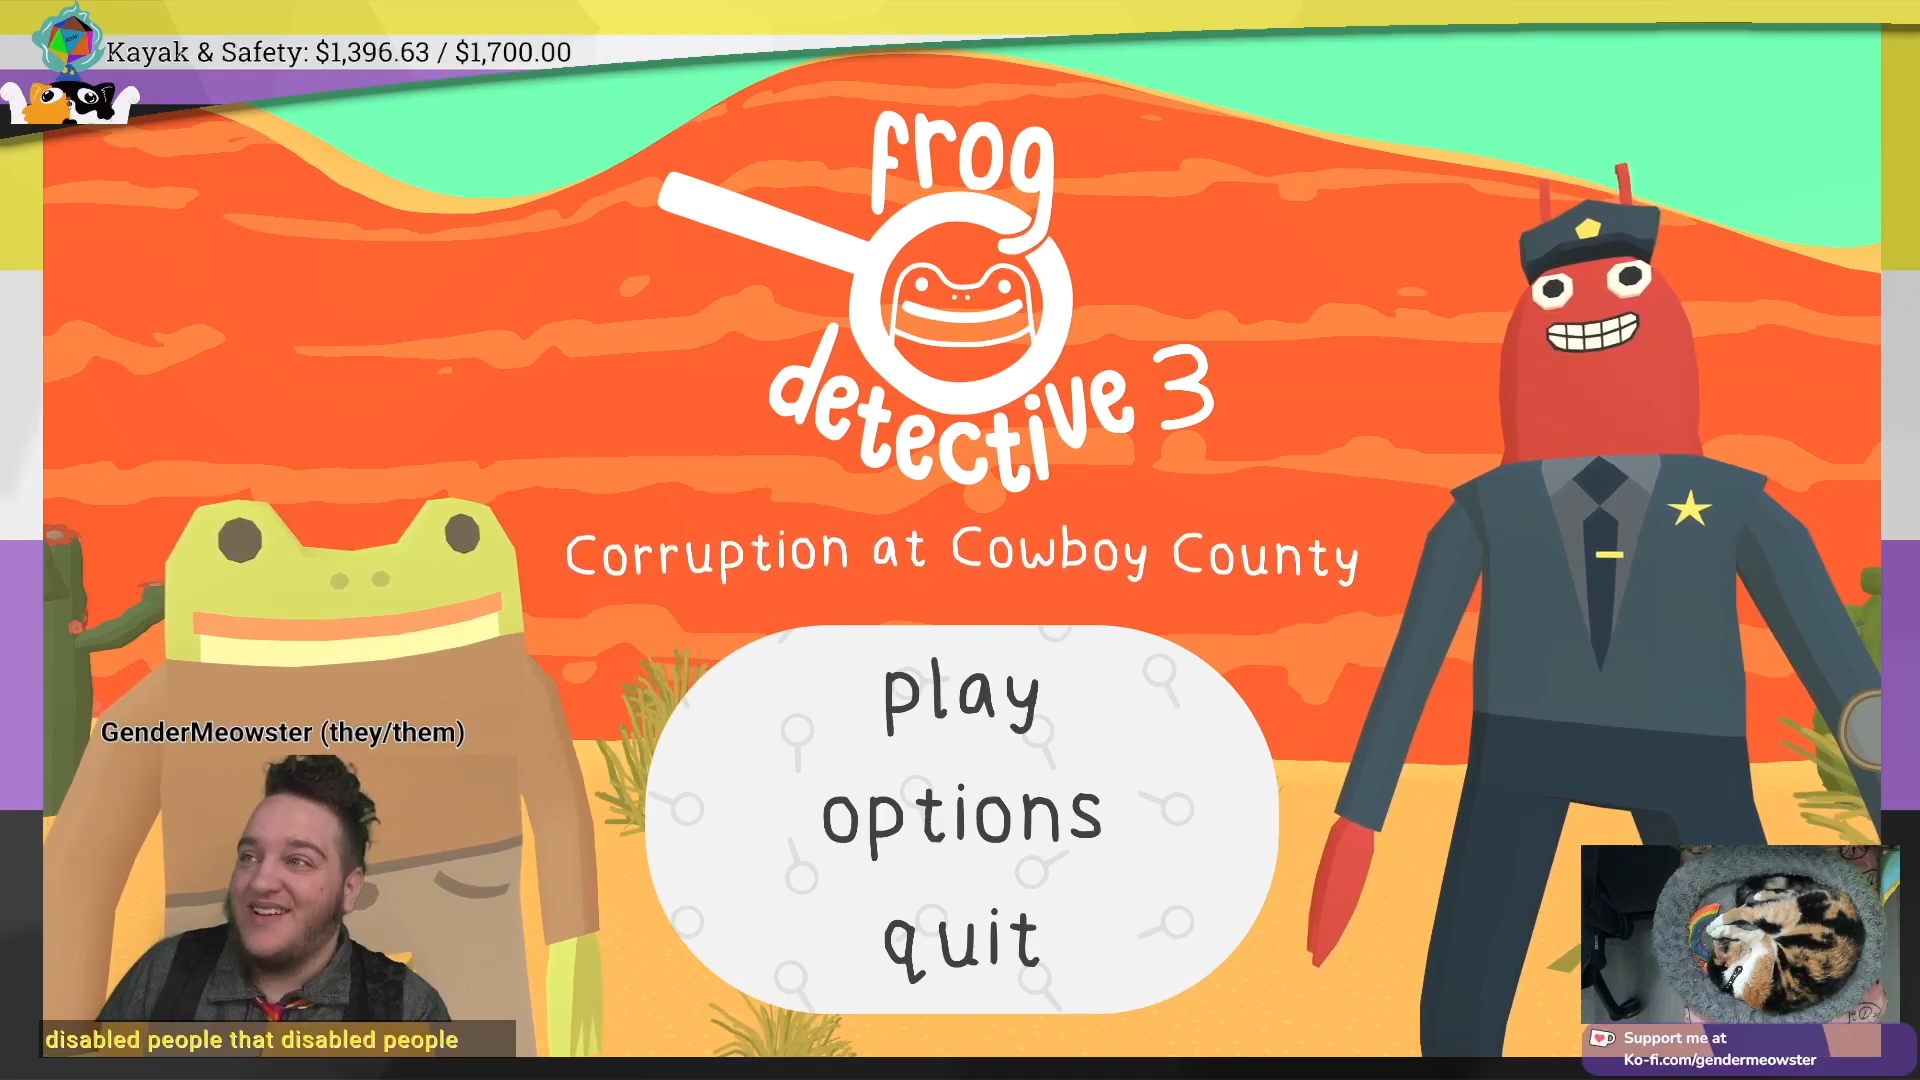 Kayak & Safety: $1,396.63 / $1,700.00
frog
detective 3
Corruption at Cowboy County
play
options
quit
GenderMeowster (they/them)
disabled people that disabled people
Support me at
Ko-fi.com/gendermeowster